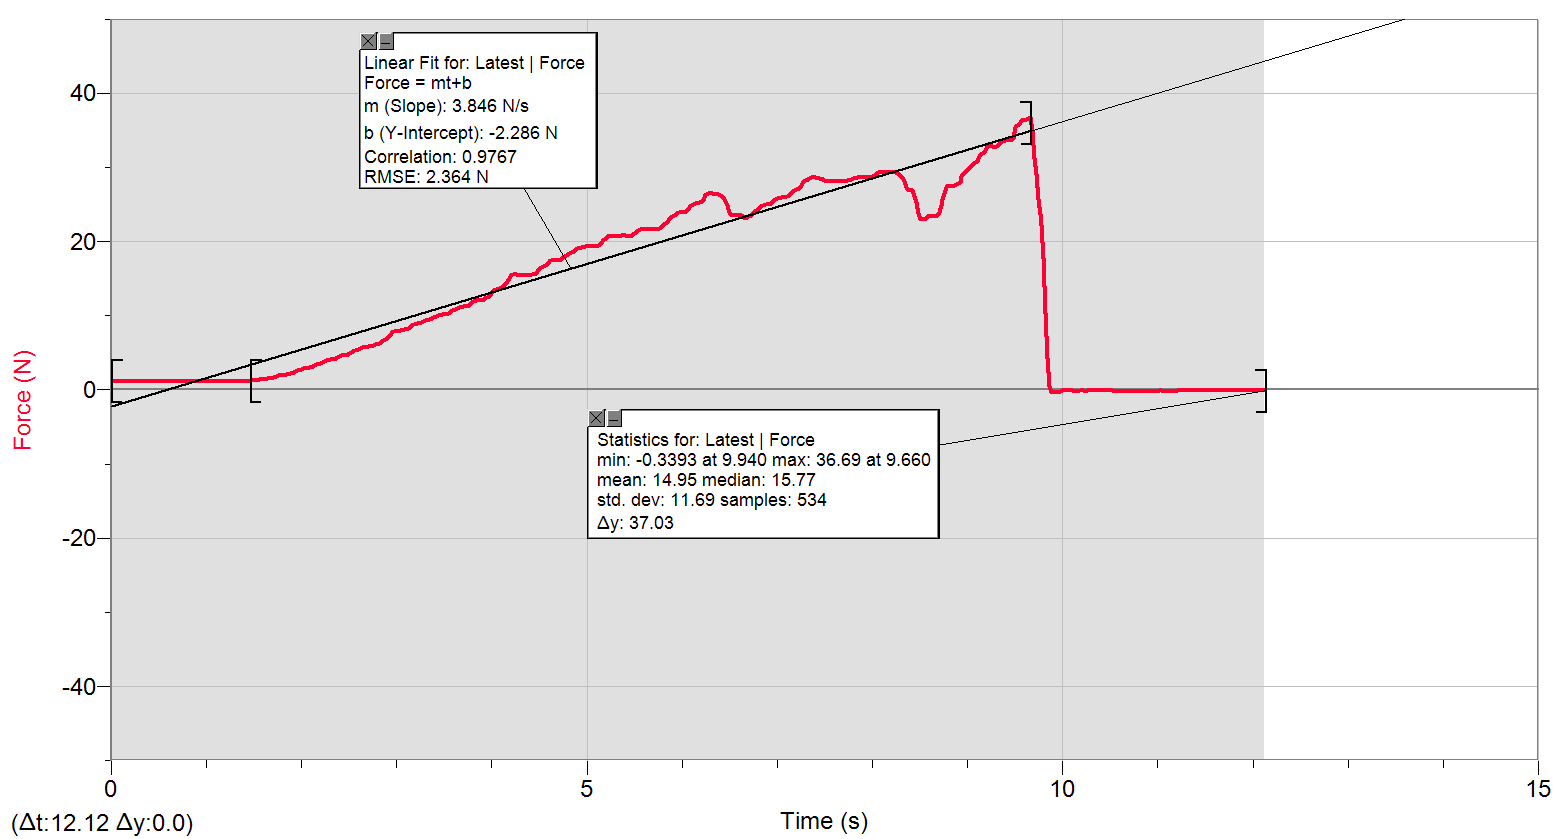 Linear Fit for: Latest | Force
Force = mt+b
m (Slope): 3.846 N/s
b (Y-Intercept): -2.286 N
Correlation: 0.9767
RMSE: 2.364 N
40
20
0
-20
-40
Force (N)
Statistics for: Latest | Force
min: -0.3393 at 9.940 max: 36.69 at 9.660
mean: 14.95 median: 15.77
std. dev: 11.69 samples: 534
Δy: 37.03
0 5 10 15
(Δt:12.12 Δy:0.0)
Time (s)